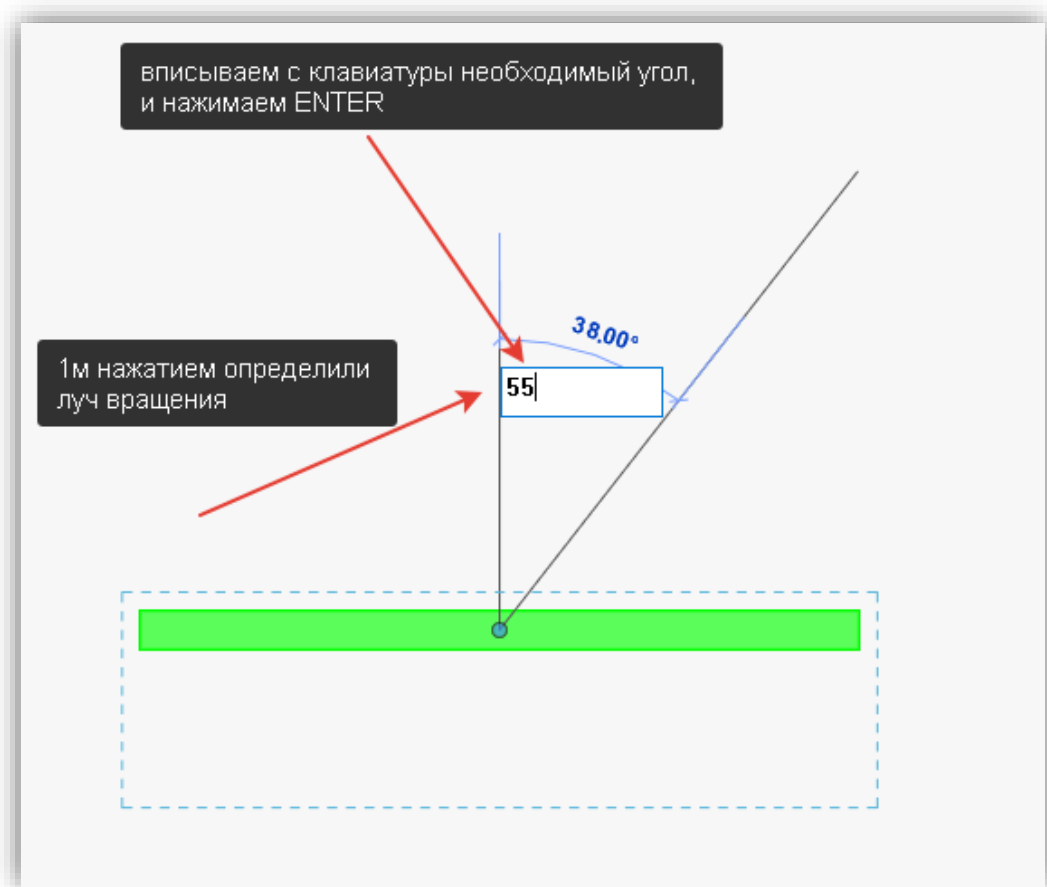 вписываем с клавиатуры необходимый угол,
и нажимаем ENTER
38.00°
1м нажатием определили
луч вращения
55